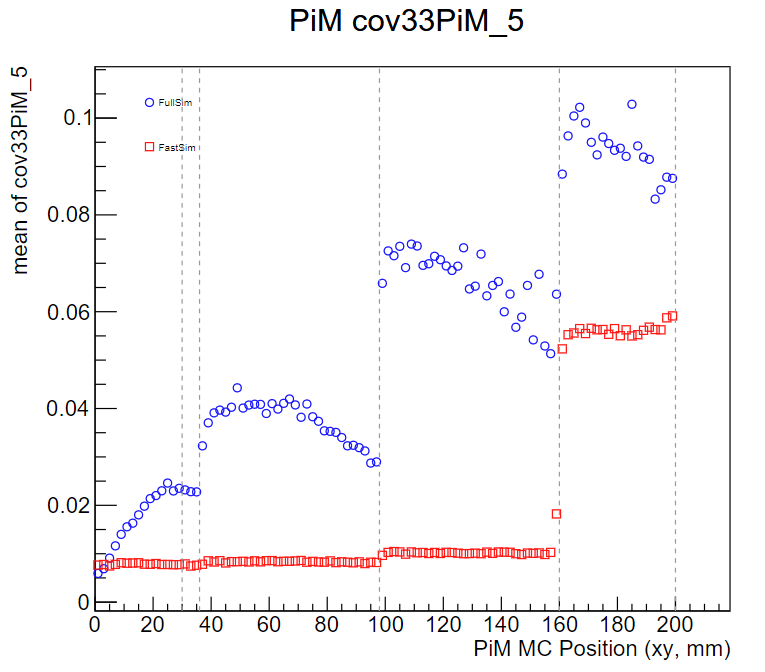 PiM cov33PiM_5
mean of cov33PiM_5
FullSim
FastSim
0.1
0.08
0.06
0.04
0.02
0
0 20 40 60 80 100 120 140 160 180 200
PiM MC Position (xy, mm)